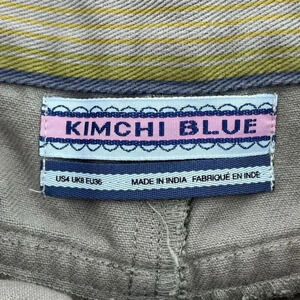 KIMCHI BLUE
US4 UK8 EU36 MADE IN INDIA FABRIQUÉ EN INDE